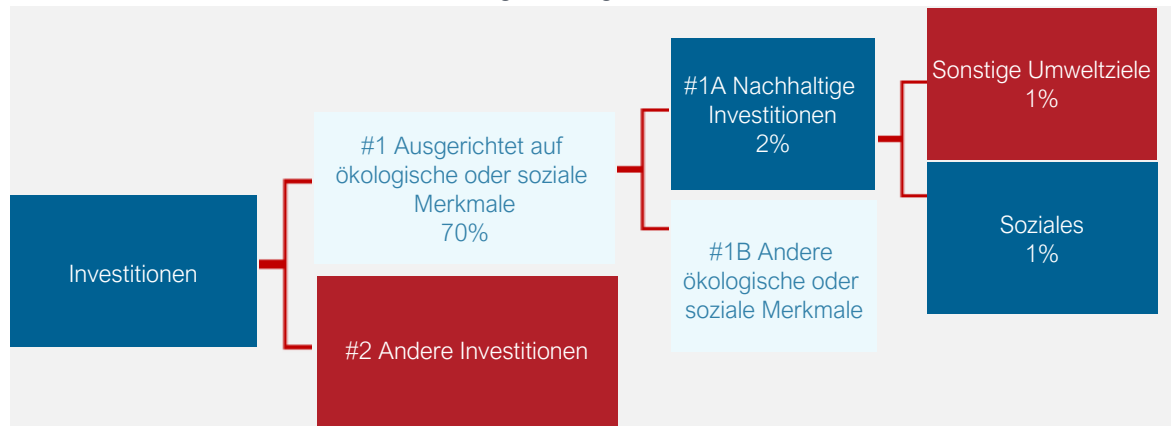 Investitionen
#1 Ausgerichtet auf
ökologische oder soziale
Merkmale
70%
#2 Andere Investitionen
#1A Nachhaltige
Investitionen
2%
#1B Andere
ökologische oder
soziale Merkmale
Sonstige Umweltziele
1%
Soziales
1%